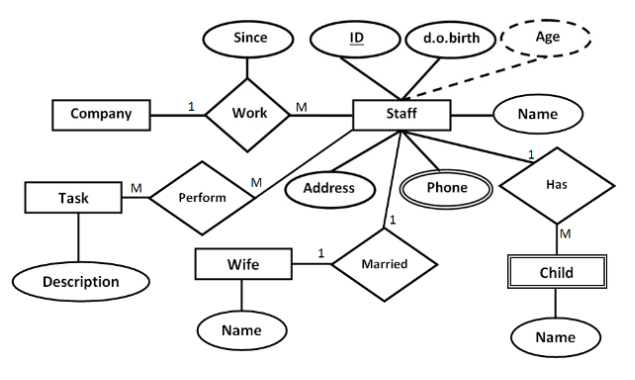 Since
ID
d.o.birth
Age
Company
1
Work
M
Staff
Name
1
Has
Task
M
Perform
M
Address
Phone
1
M
Wife
1
Married
Child
Description
Name
Name